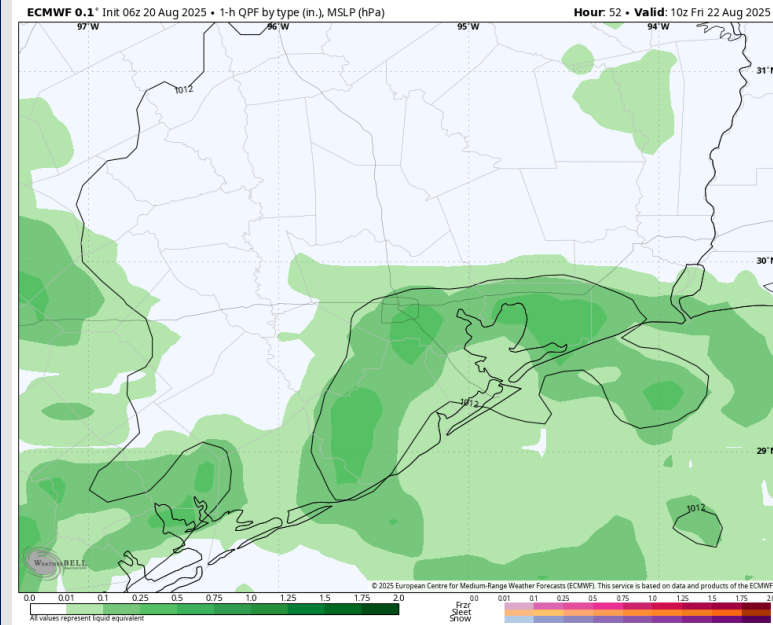 ECMWF 0.1° Init 06z 20 Aug 2025 • 1-h QPF by type (in.), MSLP (hPa)
Hour: 52 • Valid: 10z Fri 22 Aug 2025
97°W 96°W 95°W 94°W
31°N
1012
30°N
1012
29°N
1012
WEATHERBELL
© 2025 European Centre for Medium-Range Weather Forecasts (ECMWF). This service is based on data and products of the ECMWF
0.0 0.01 0.1 0.25 0.5 0.75 1.0 1.25 1.5 1.75 2.0
All values represent liquid equivalent
0.0 0.01 0.1 0.25 0.5 0.75 1.0 1.25 1.5 1.75 2.0
Frzr
Sleet
Snow